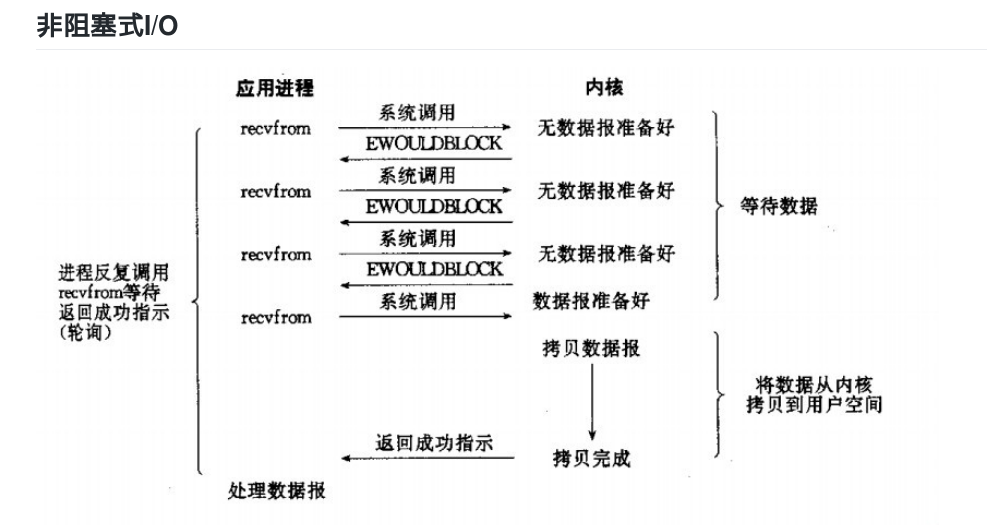 非阻塞式I/O
应用进程
内核
系统调用
recvfrom
无数据报准备好
EWOULDBLOCK
系统调用
recvfrom
无数据报准备好
EWOULDBLOCK
等待数据
系统调用
recvfrom
无数据报准备好
EWOULDBLOCK
进程反复调用
recvfrom等待
返回成功指示
(轮询)
系统调用
recvfrom
数据报准备好
拷贝数据报
将数据从内核
拷贝到用户空间
返回成功指示
拷贝完成
处理数据报